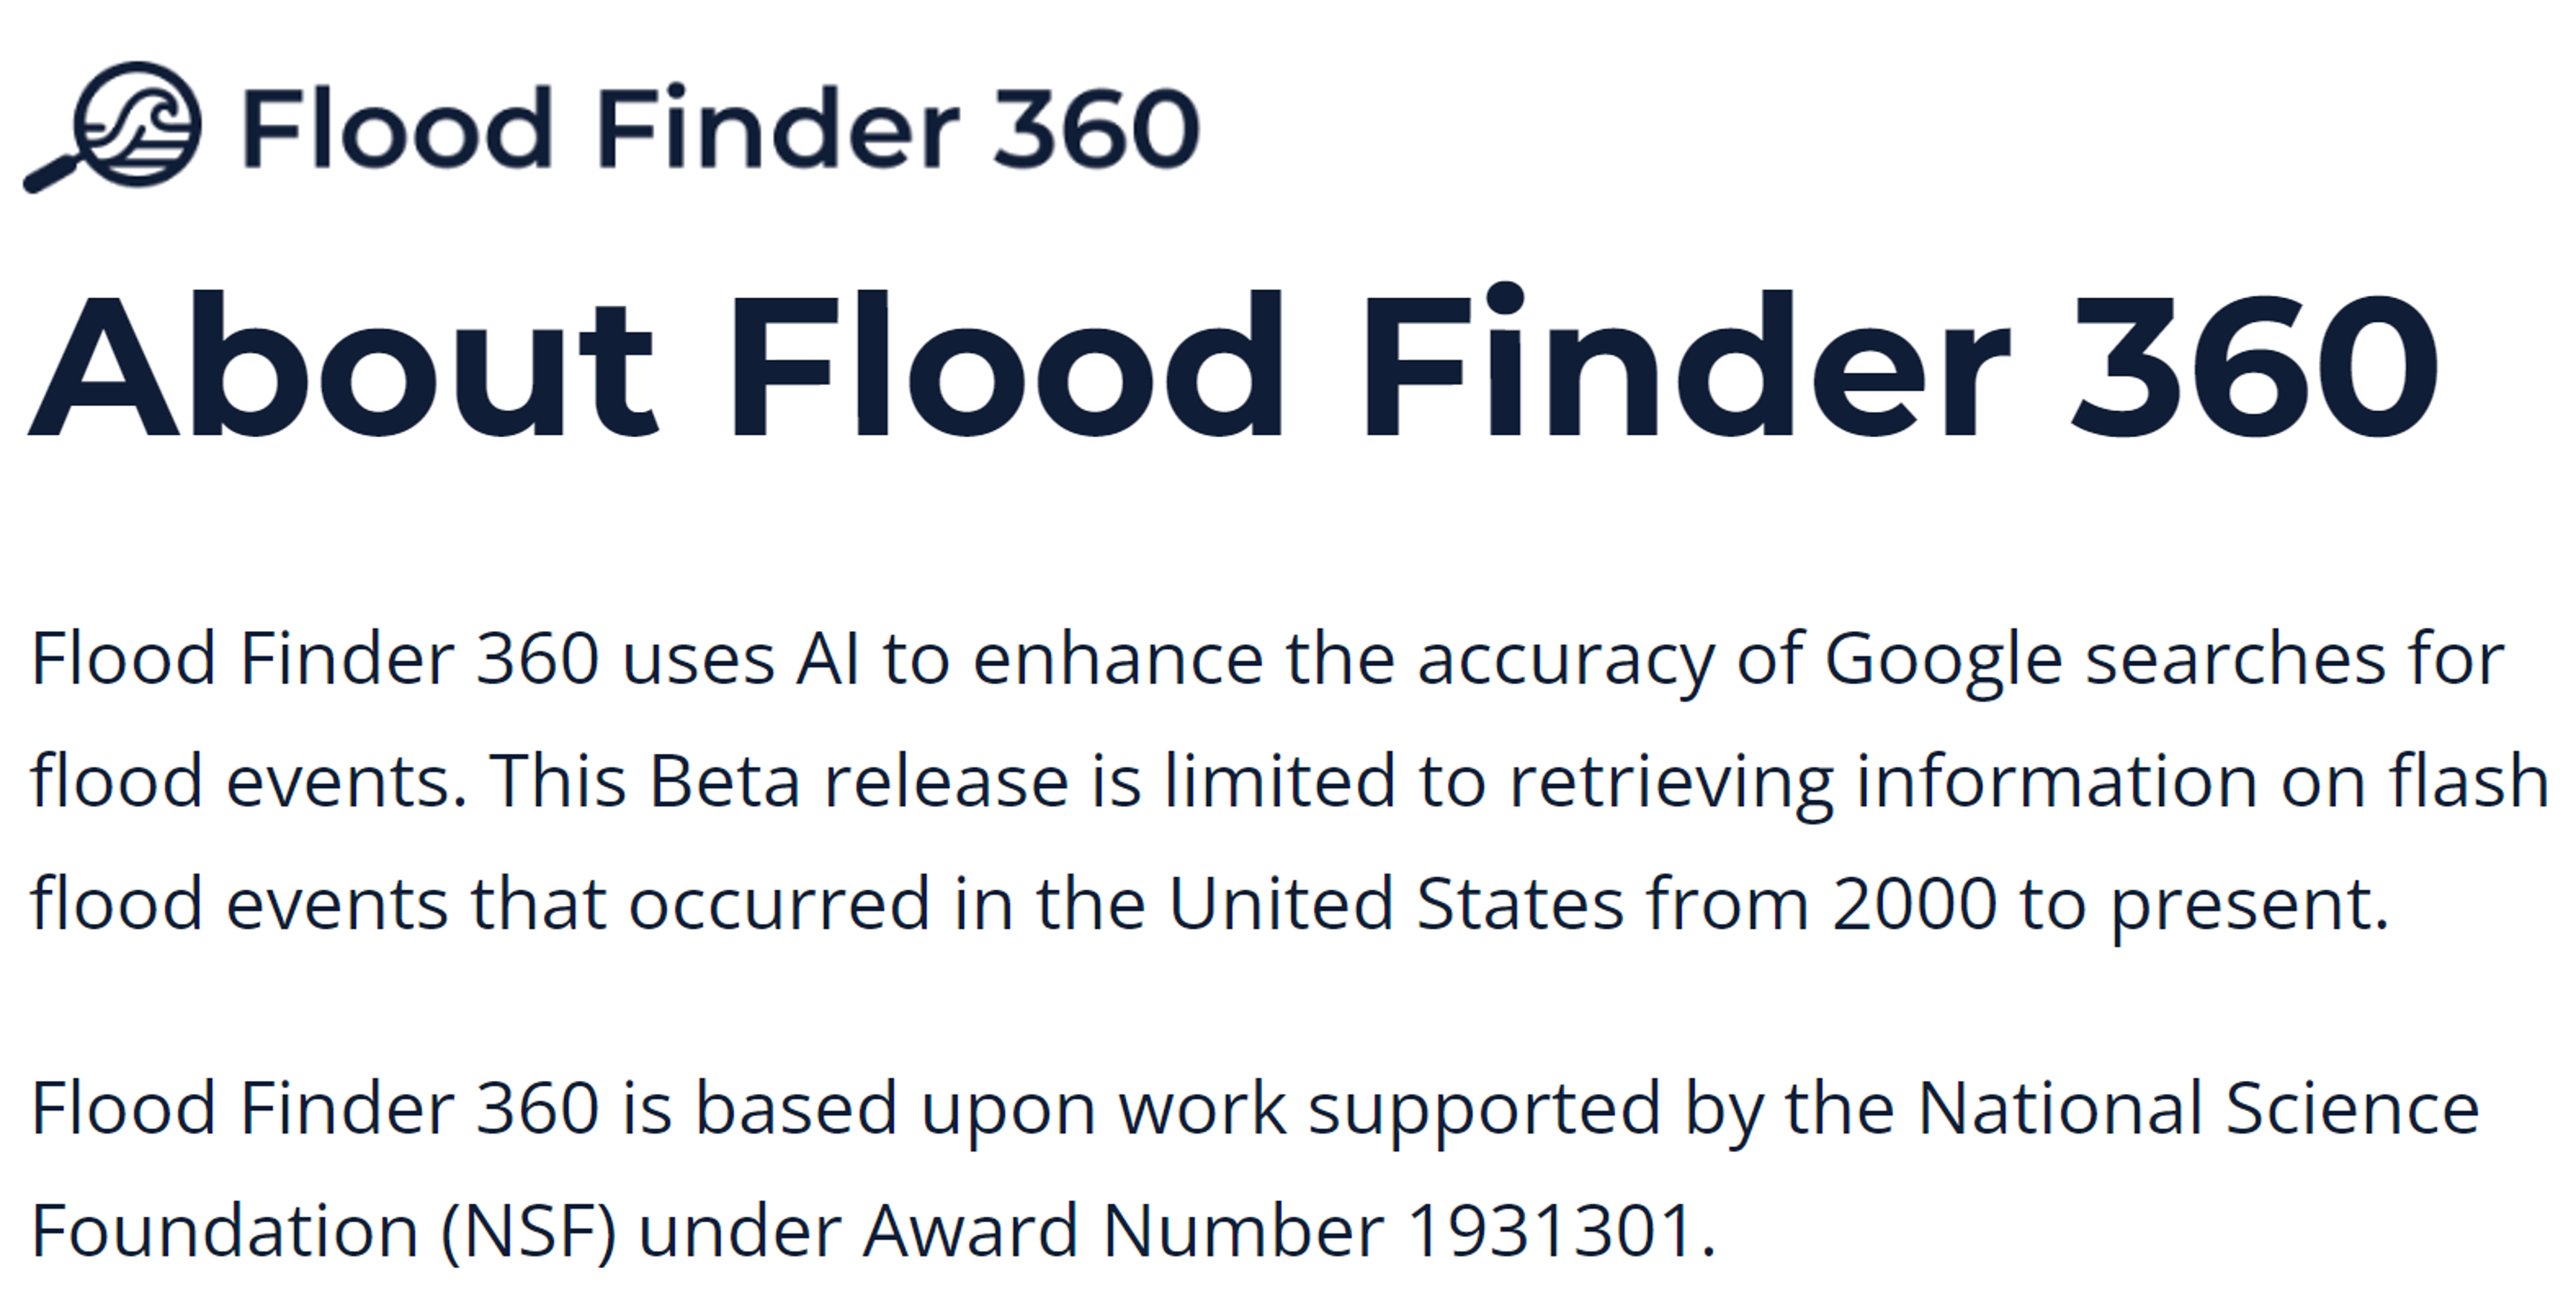 Flood Finder 360
About Flood Finder 360
Flood Finder 360 uses AI to enhance the accuracy of Google searches for
flood events. This Beta release is limited to retrieving information on flash
flood events that occurred in the United States from 2000 to present.
Flood Finder 360 is based upon work supported by the National Science
Foundation (NSF) under Award Number 1931301.